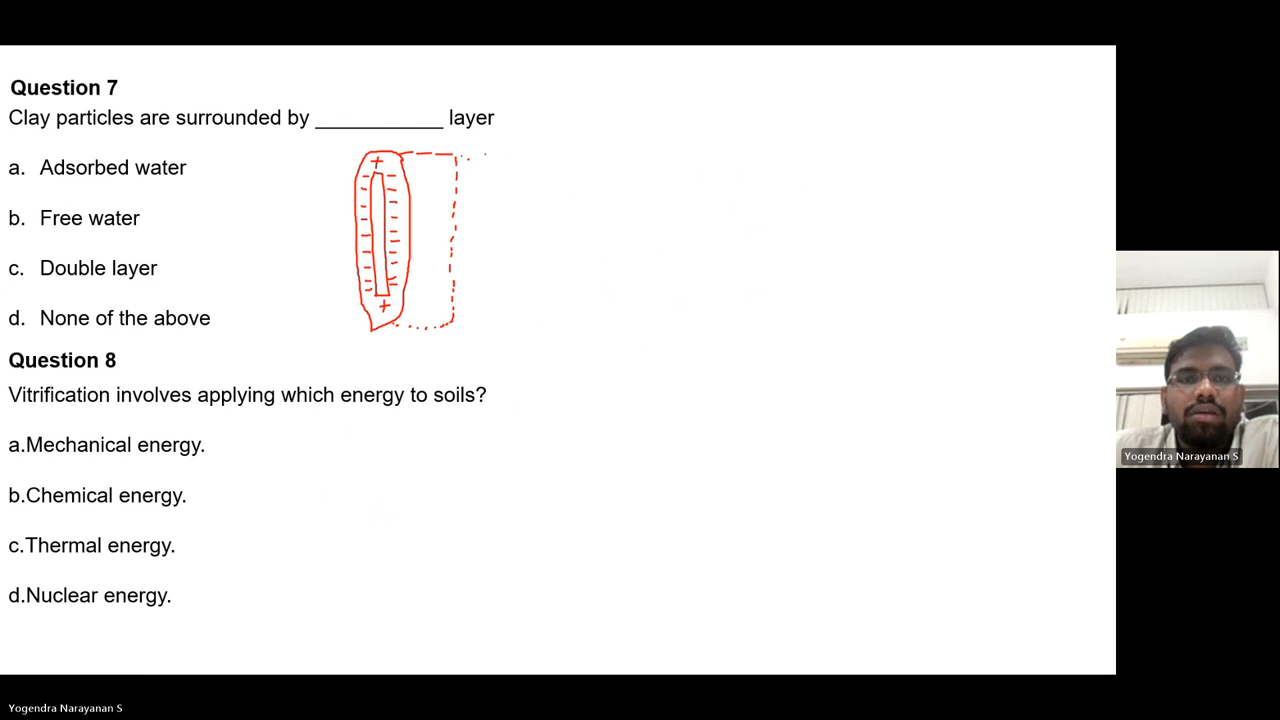 Question 7
Clay particles are surrounded by ___________ layer
a. Adsorbed water
b. Free water
c. Double layer
d. None of the above
Question 8
Vitrification involves applying which energy to soils?
a.Mechanical energy.
b.Chemical energy.
c.Thermal energy.
d.Nuclear energy.
Yogendra Narayanan S
Yogendra Narayanan S